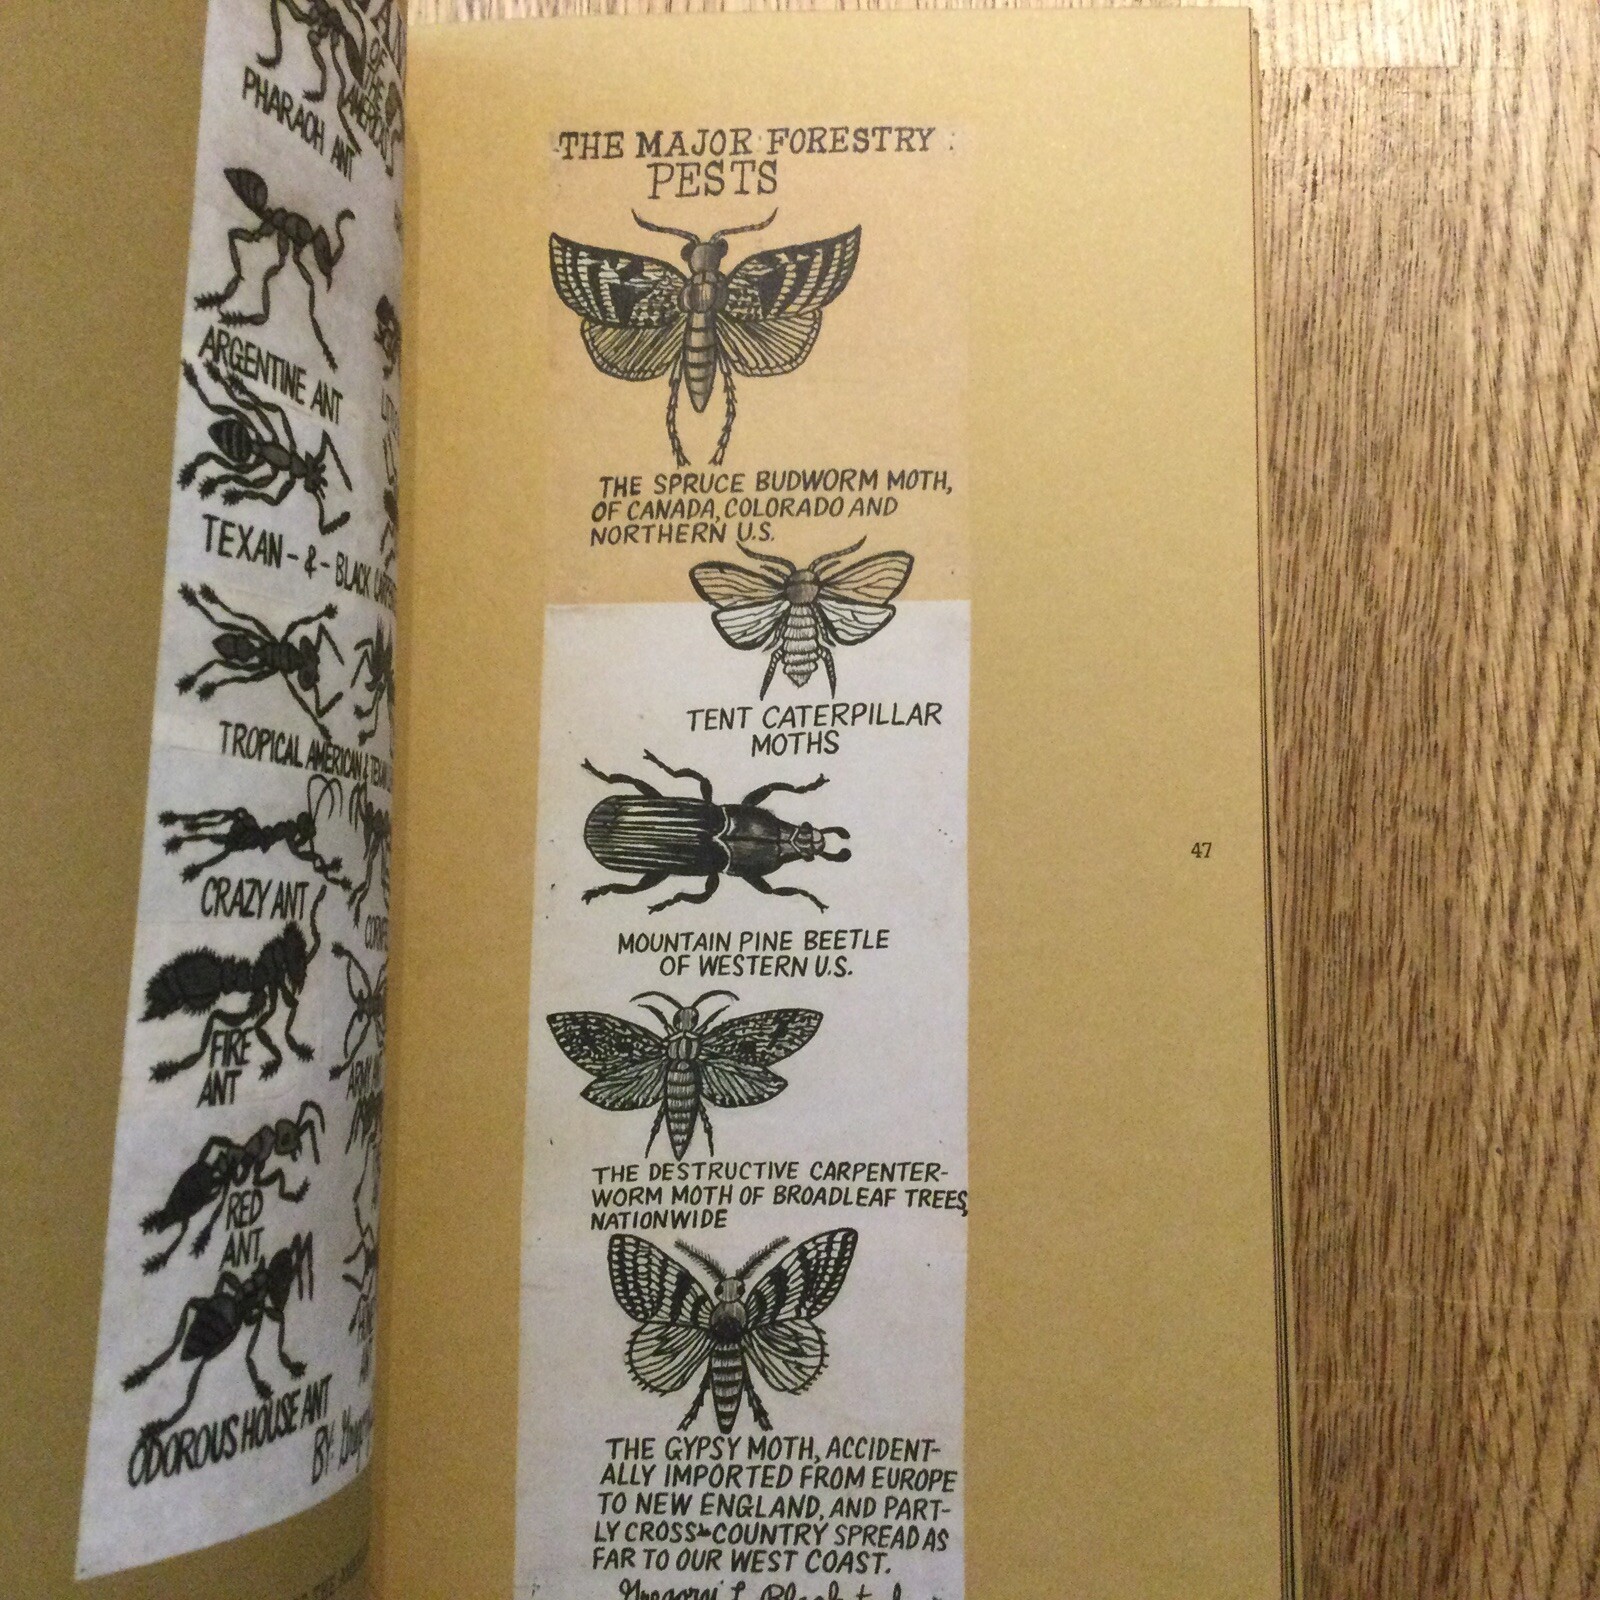 OF
THE
AMERICAS
PHARAOH ANT
ARGENTINE ANT
TEXAN-&-BLACK
TROPICAL AMERICAN &
CRAZY ANT
FIRE
ANT
RED
ANT
ODOROUS HOUSE ANT
BY:
THE MAJOR FORESTRY
PESTS
THE SPRUCE BUDWORM MOTH,
OF CANADA, COLORADO AND
NORTHERN U.S.
TENT CATERPILLAR
MOTHS
MOUNTAIN PINE BEETLE
OF WESTERN U.S.
THE DESTRUCTIVE CARPENTER-
WORM MOTH OF BROADLEAF TREES,
NATIONWIDE
THE GYPSY MOTH, ACCIDENT-
ALLY IMPORTED FROM EUROPE
TO NEW ENGLAND, AND PART-
LY CROSS-COUNTRY SPREAD AS
FAR TO OUR WEST COAST.
47